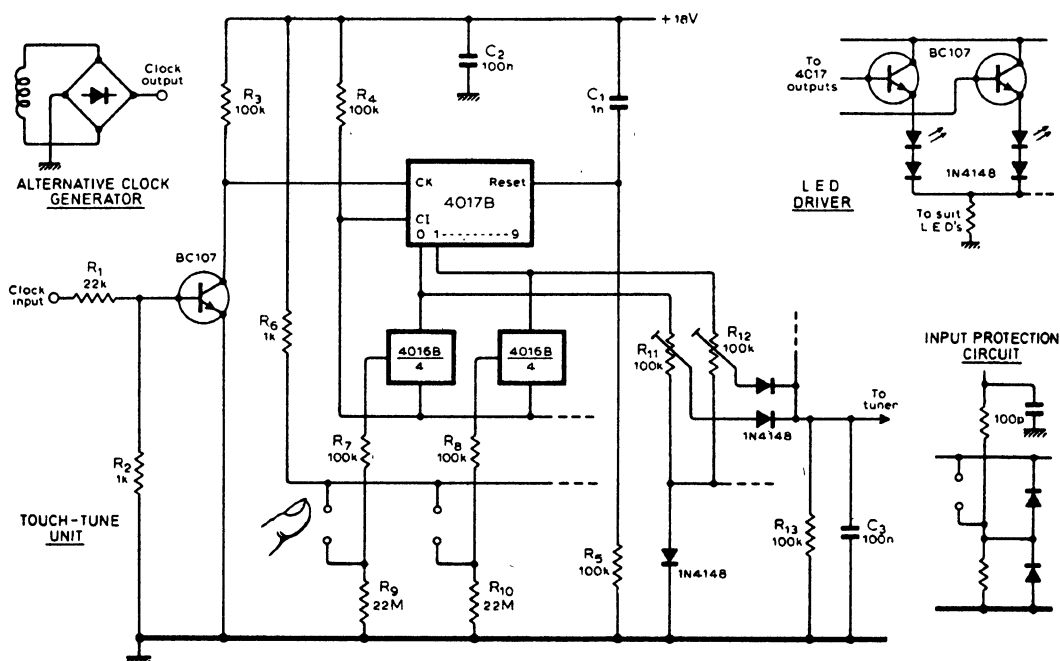 +18V
C2
100n
R3
100k
R4
100k
C1
1n
Clock
output
ALTERNATIVE CLOCK
GENERATOR
BC107
To
4C17
outputs
1N4148
LED
DRIVER
To suit
LED's
CK
Reset
4017B
CI
0 1---------9
BC107
R1
22k
Clock
input
R6
1k
4016B
4
4016B
4
R11
100k
R12
100k
INPUT PROTECTION
CIRCUIT
100p
To
tuner
1N4148
R7
100k
R8
100k
R2
1k
TOUCH-TUNE
UNIT
R13
100k
C3
100n
R5
100k
1N4148
R9
22M
R10
22M